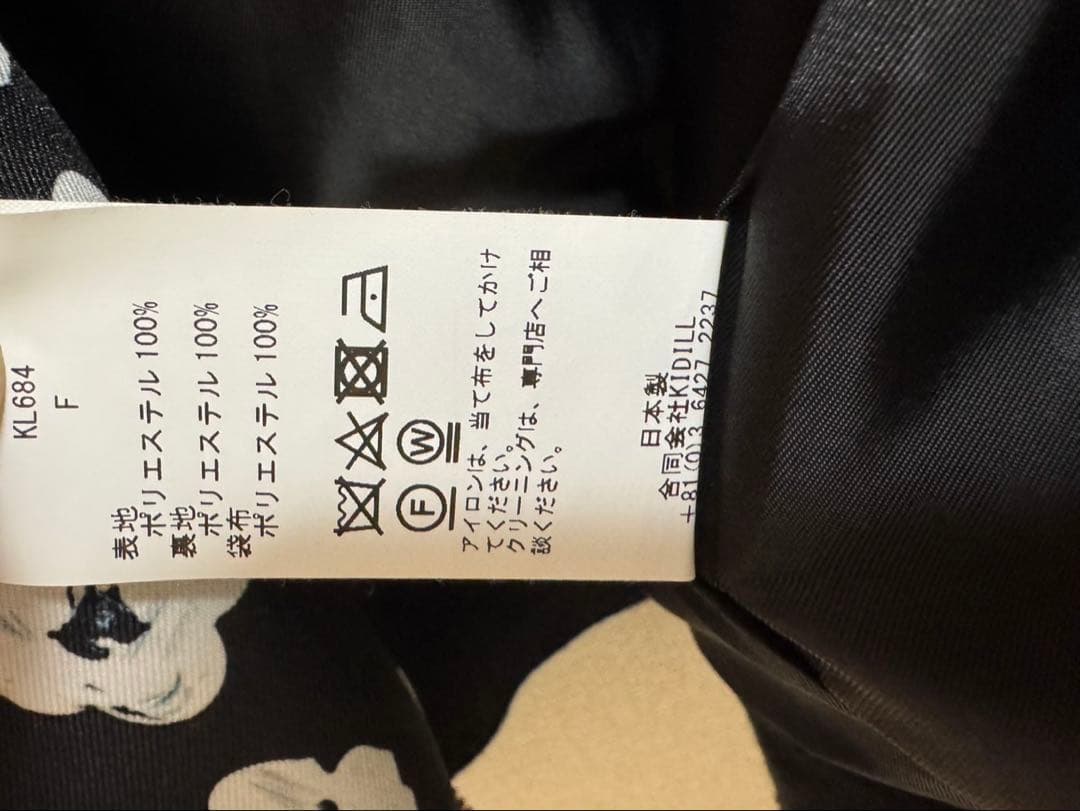 KL684
F
表地
ポリエステル 100%
裏地
ポリエステル 100%
袋布
ポリエステル 100%
F W
アイロンは、当て布をしてかけ
てください。
クリーニングは、専門店へご相
談ください。
日本製
合同会社KIDILL
+81(0)3 6427 2237